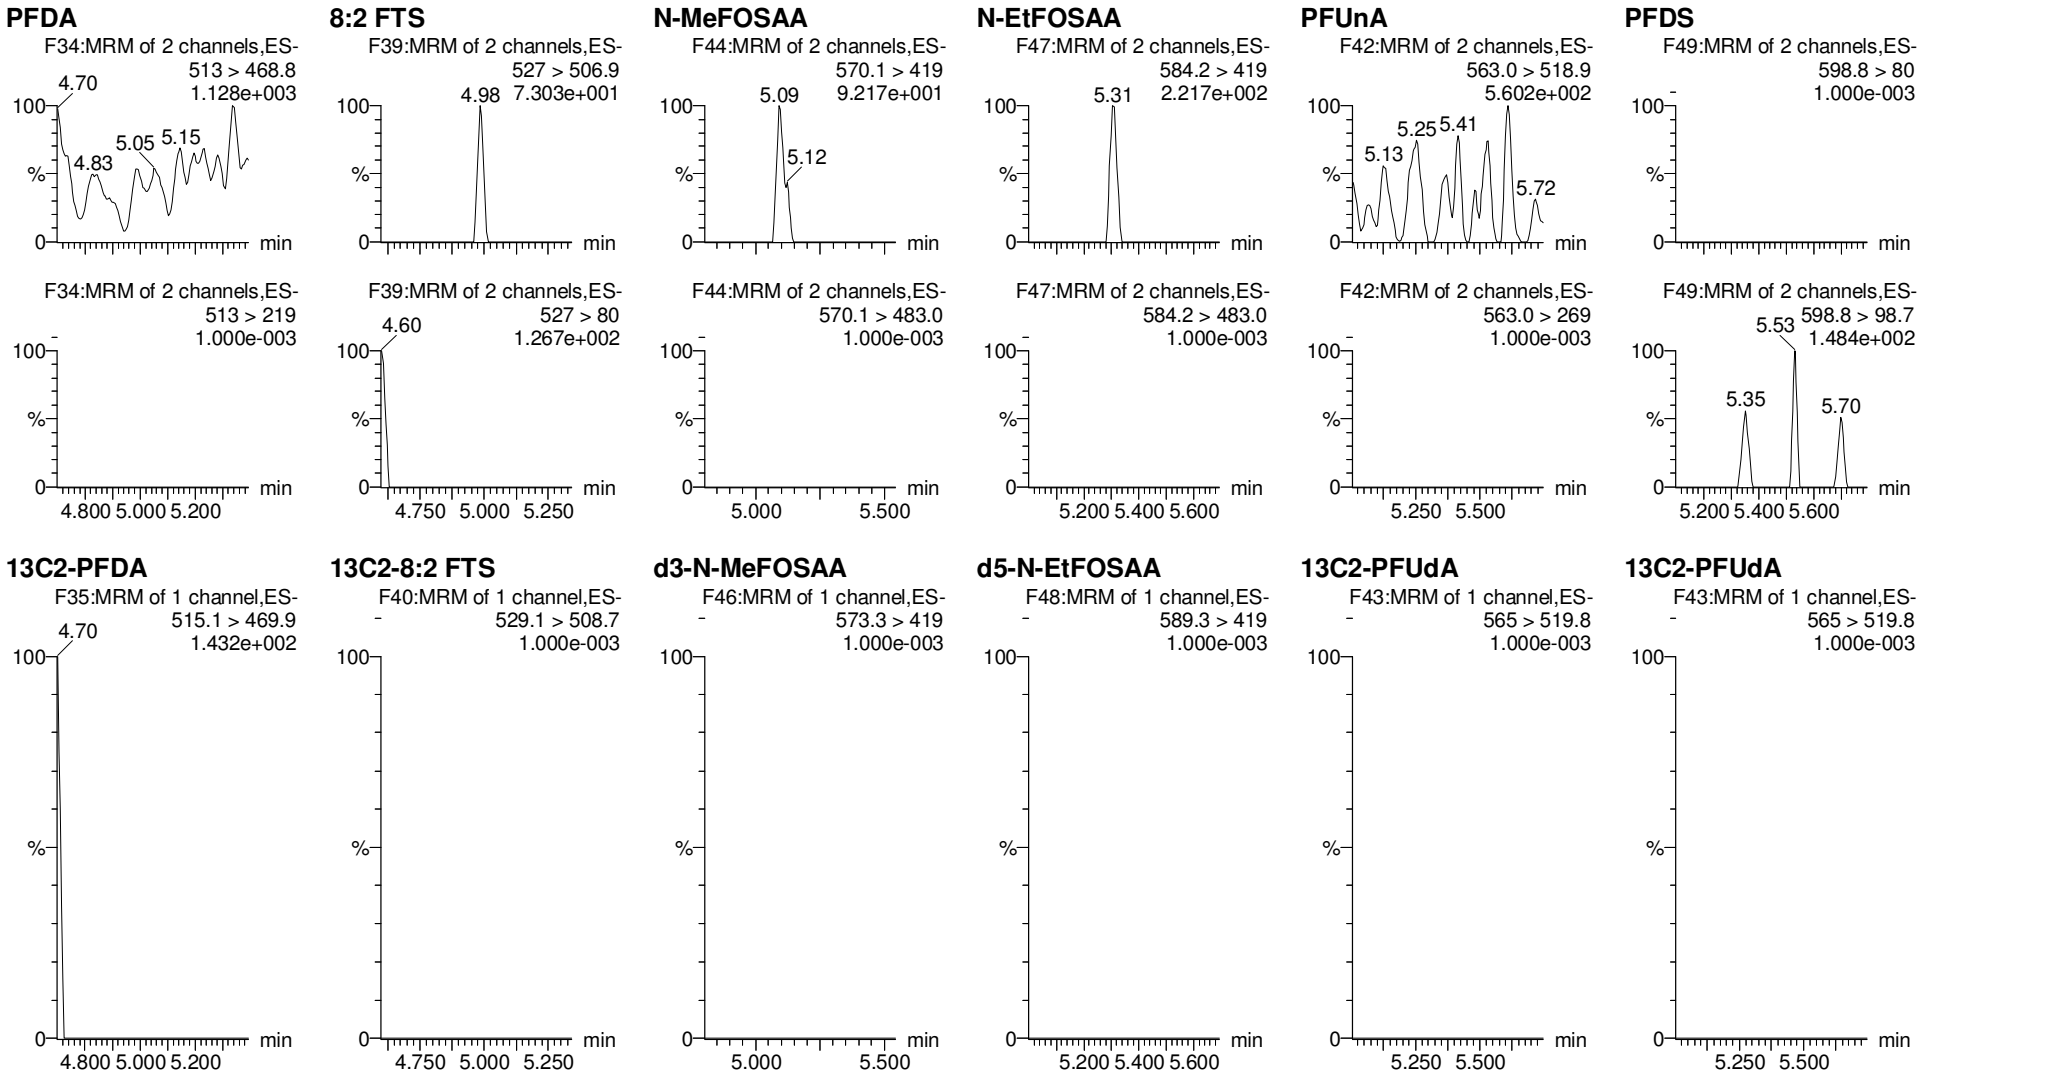 PFDA
F34:MRM of 2 channels,ES-
513 > 468.8
1.128e+003
4.70
4.83
5.05
5.15
100
%
0
min
F34:MRM of 2 channels,ES-
513 > 219
1.000e-003
100
%
0
min
4.800 5.000 5.200
8:2 FTS
F39:MRM of 2 channels,ES-
527 > 506.9
4.98 7.303e+001
100
%
0
min
F39:MRM of 2 channels,ES-
527 > 80
1.267e+002
4.60
100
%
0
min
4.750 5.000 5.250
N-MeFOSAA
F44:MRM of 2 channels,ES-
570.1 > 419
5.09 9.217e+001
5.12
100
%
0
min
F44:MRM of 2 channels,ES-
570.1 > 483.0
1.000e-003
100
%
0
min
5.000 5.500
N-EtFOSAA
F47:MRM of 2 channels,ES-
584.2 > 419
5.31 2.217e+002
100
%
0
min
F47:MRM of 2 channels,ES-
584.2 > 483.0
1.000e-003
100
%
0
min
5.200 5.400 5.600
PFUnA
F42:MRM of 2 channels,ES-
563.0 > 518.9
5.602e+002
5.13
5.25
5.41
5.72
100
%
0
min
F42:MRM of 2 channels,ES-
563.0 > 269
1.000e-003
100
%
0
min
5.250 5.500
PFDS
F49:MRM of 2 channels,ES-
598.8 > 80
1.000e-003
100
%
0
min
F49:MRM of 2 channels,ES-
598.8 > 98.7
5.53 1.484e+002
5.35
5.70
100
%
0
min
5.200 5.400 5.600
13C2-PFDA
F35:MRM of 1 channel,ES-
515.1 > 469.9
1.432e+002
4.70
100
%
0
min
4.800 5.000 5.200
13C2-8:2 FTS
F40:MRM of 1 channel,ES-
529.1 > 508.7
1.000e-003
100
%
0
min
4.750 5.000 5.250
d3-N-MeFOSAA
F46:MRM of 1 channel,ES-
573.3 > 419
1.000e-003
100
%
0
min
5.000 5.500
d5-N-EtFOSAA
F48:MRM of 1 channel,ES-
589.3 > 419
1.000e-003
100
%
0
min
5.200 5.400 5.600
13C2-PFUdA
F43:MRM of 1 channel,ES-
565 > 519.8
1.000e-003
100
%
0
min
5.250 5.500
13C2-PFUdA
F43:MRM of 1 channel,ES-
565 > 519.8
1.000e-003
100
%
0
min
5.250 5.500